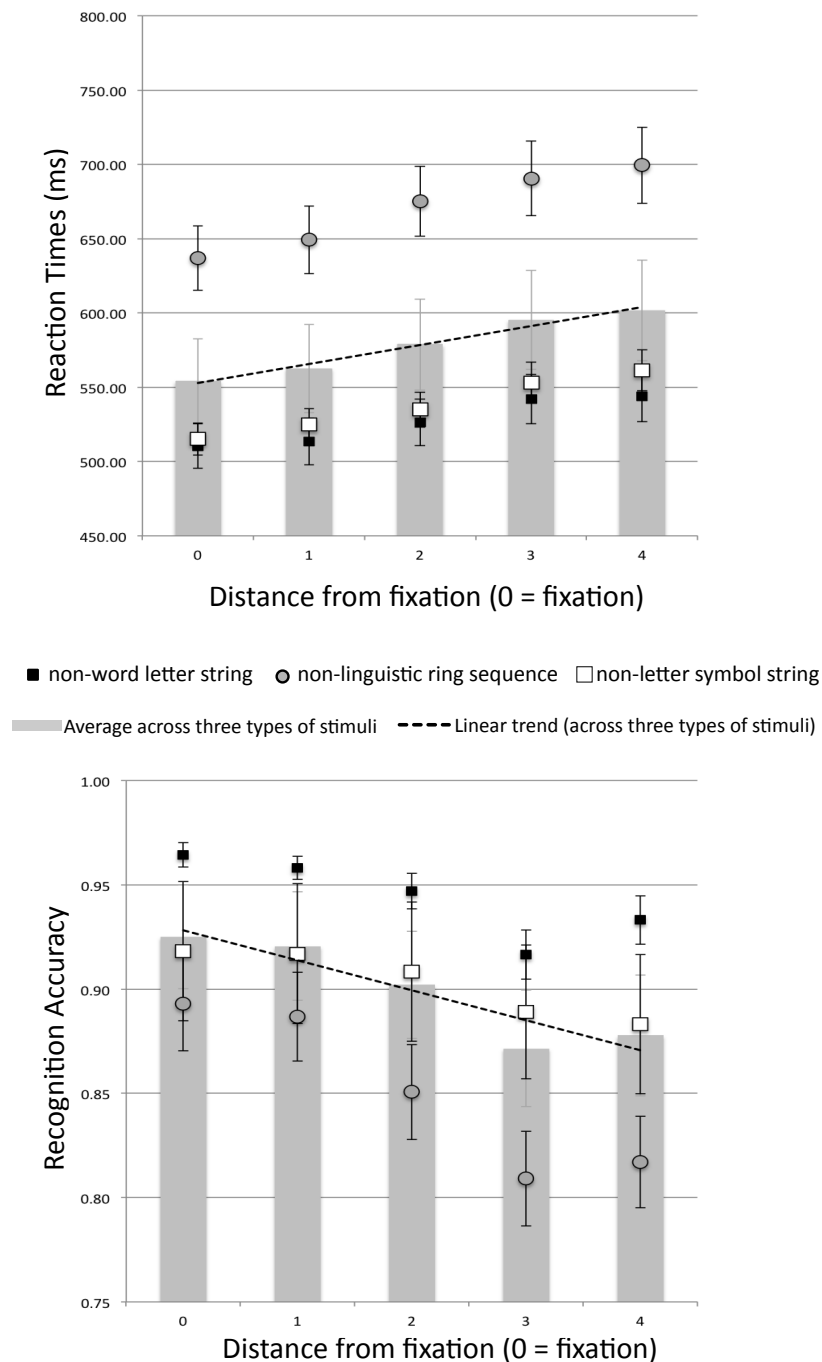 800.00
750.00
700.00
650.00
600.00
550.00
500.00
450.00
Reaction Times (ms)
0 1 2 3 4
Distance from fixation (0 = fixation)
non-word letter string non-linguistic ring sequence non-letter symbol string
Average across three types of stimuli Linear trend (across three types of stimuli)
1.00
0.95
0.90
0.85
0.80
0.75
Recognition Accuracy
0 1 2 3 4
Distance from fixation (0 = fixation)